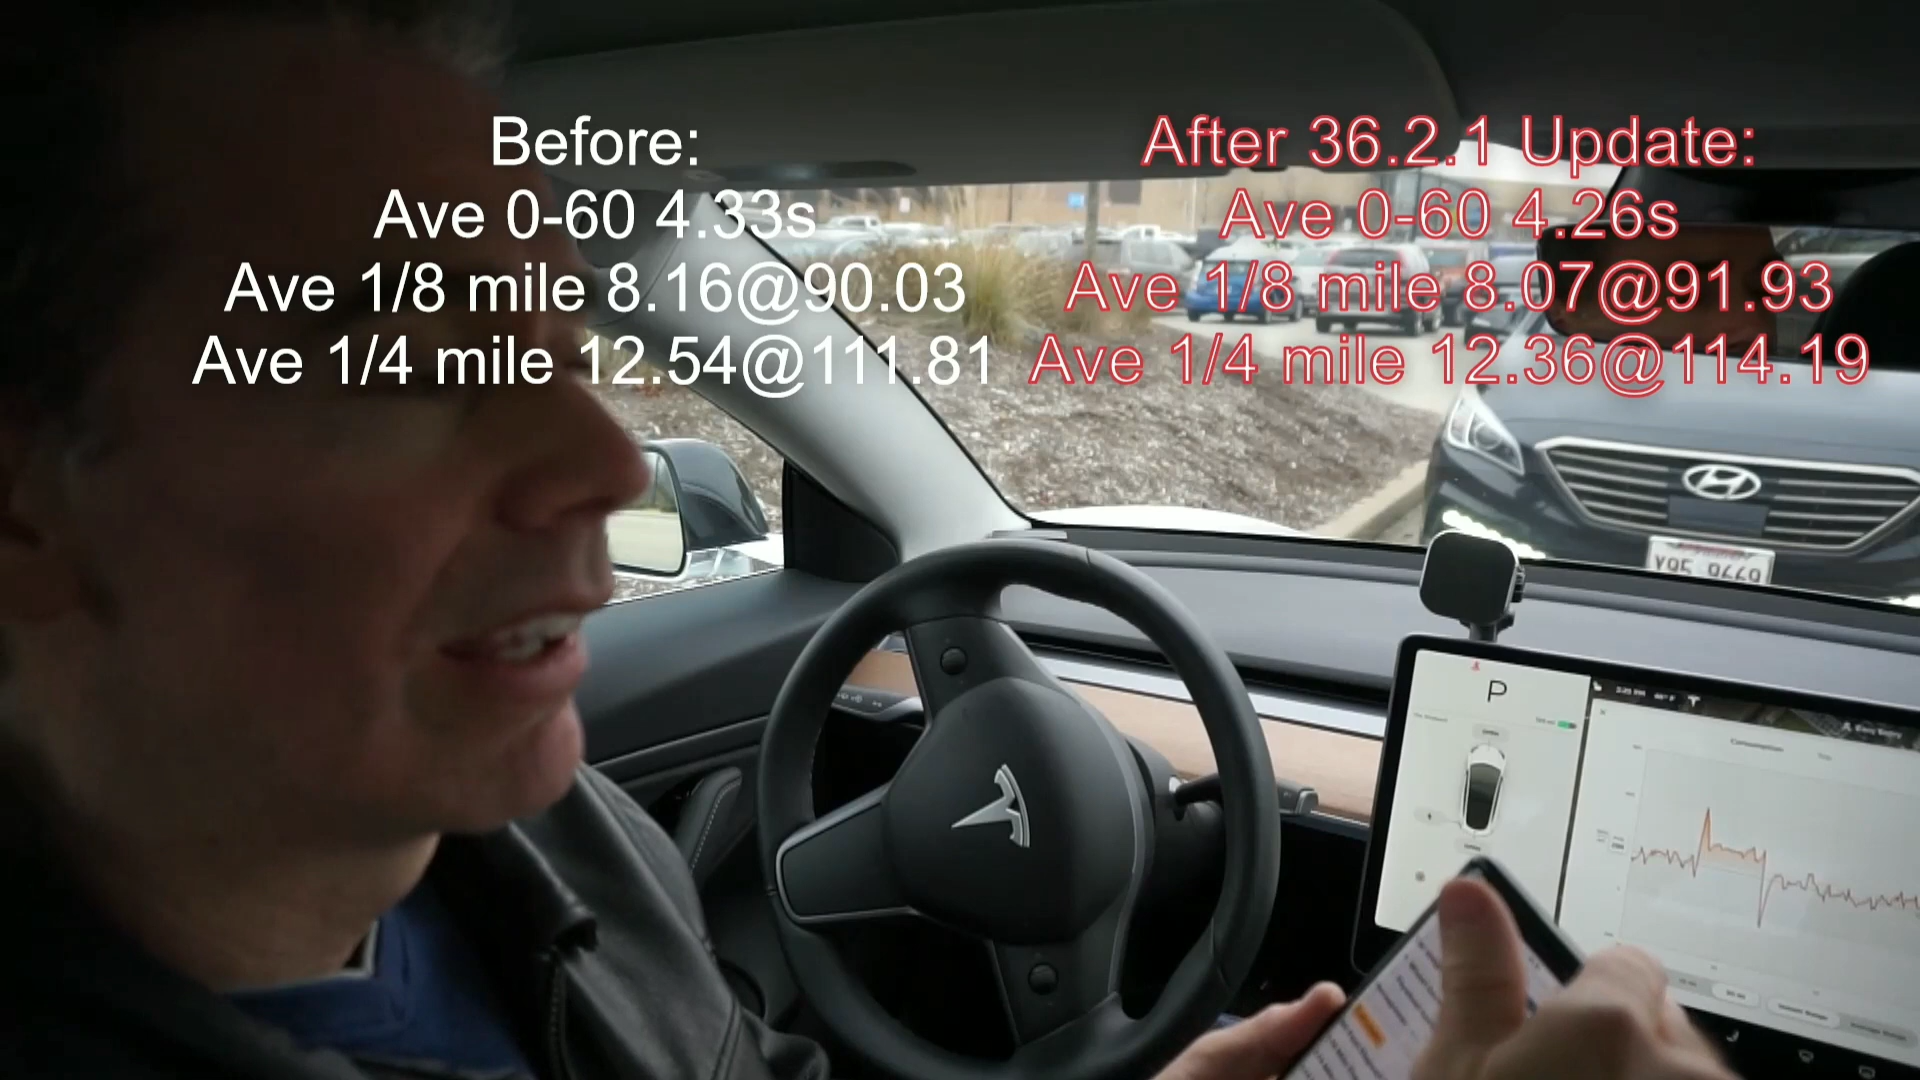 Before:
Ave 0-60 4.33s
Ave 1/8 mile 8.16@90.03
Ave 1/4 mile 12.54@111.81
After 36.2.1 Update:
Ave 0-60 4.26s
Ave 1/8 mile 8.07@91.93
Ave 1/4 mile 12.36@114.19
P
Consumption
Trip